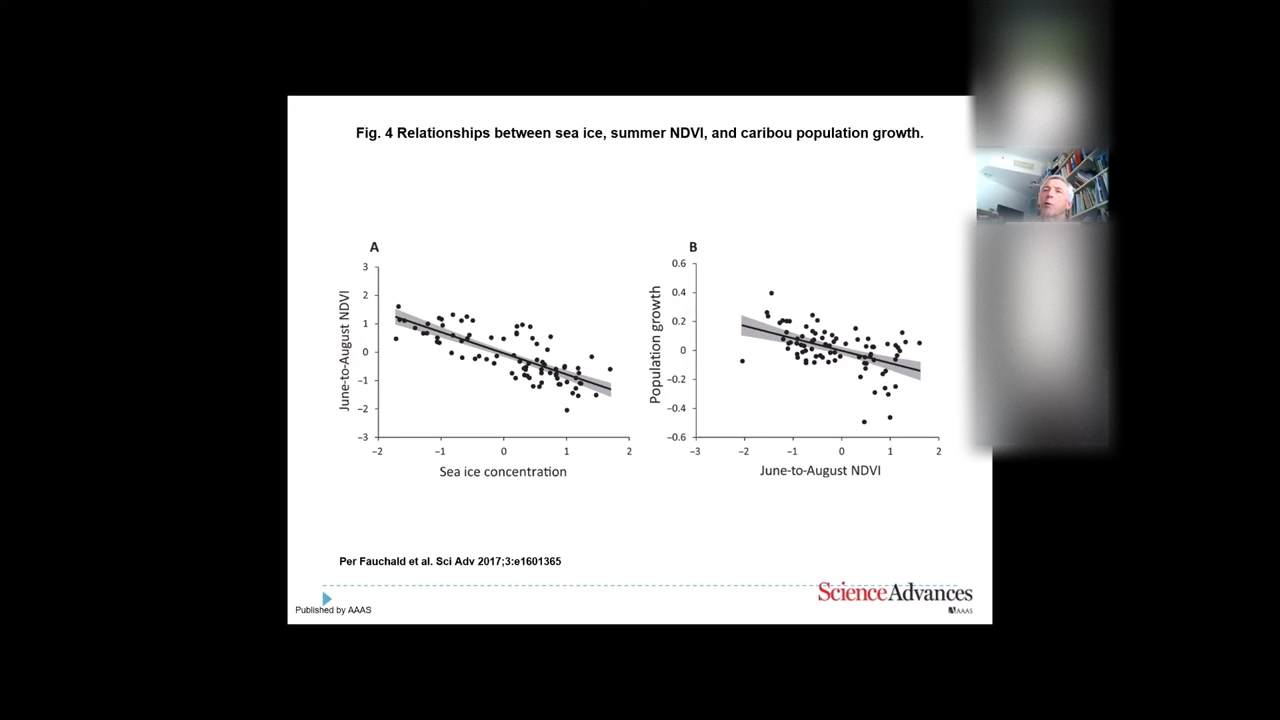 Fig. 4 Relationships between sea ice, summer NDVI, and caribou population growth.
A
3
2
1
0
−1
−2
−3
June-to-August NDVI
−2
−1
0
1
2
Sea ice concentration
B
0.6
0.4
0.2
0
−0.2
−0.4
−0.6
Population growth
−3
−2
−1
0
1
2
June-to-August NDVI
Per Fauchald et al. Sci Adv 2017;3:e1601365
Published by AAAS
ScienceAdvances
AAAS